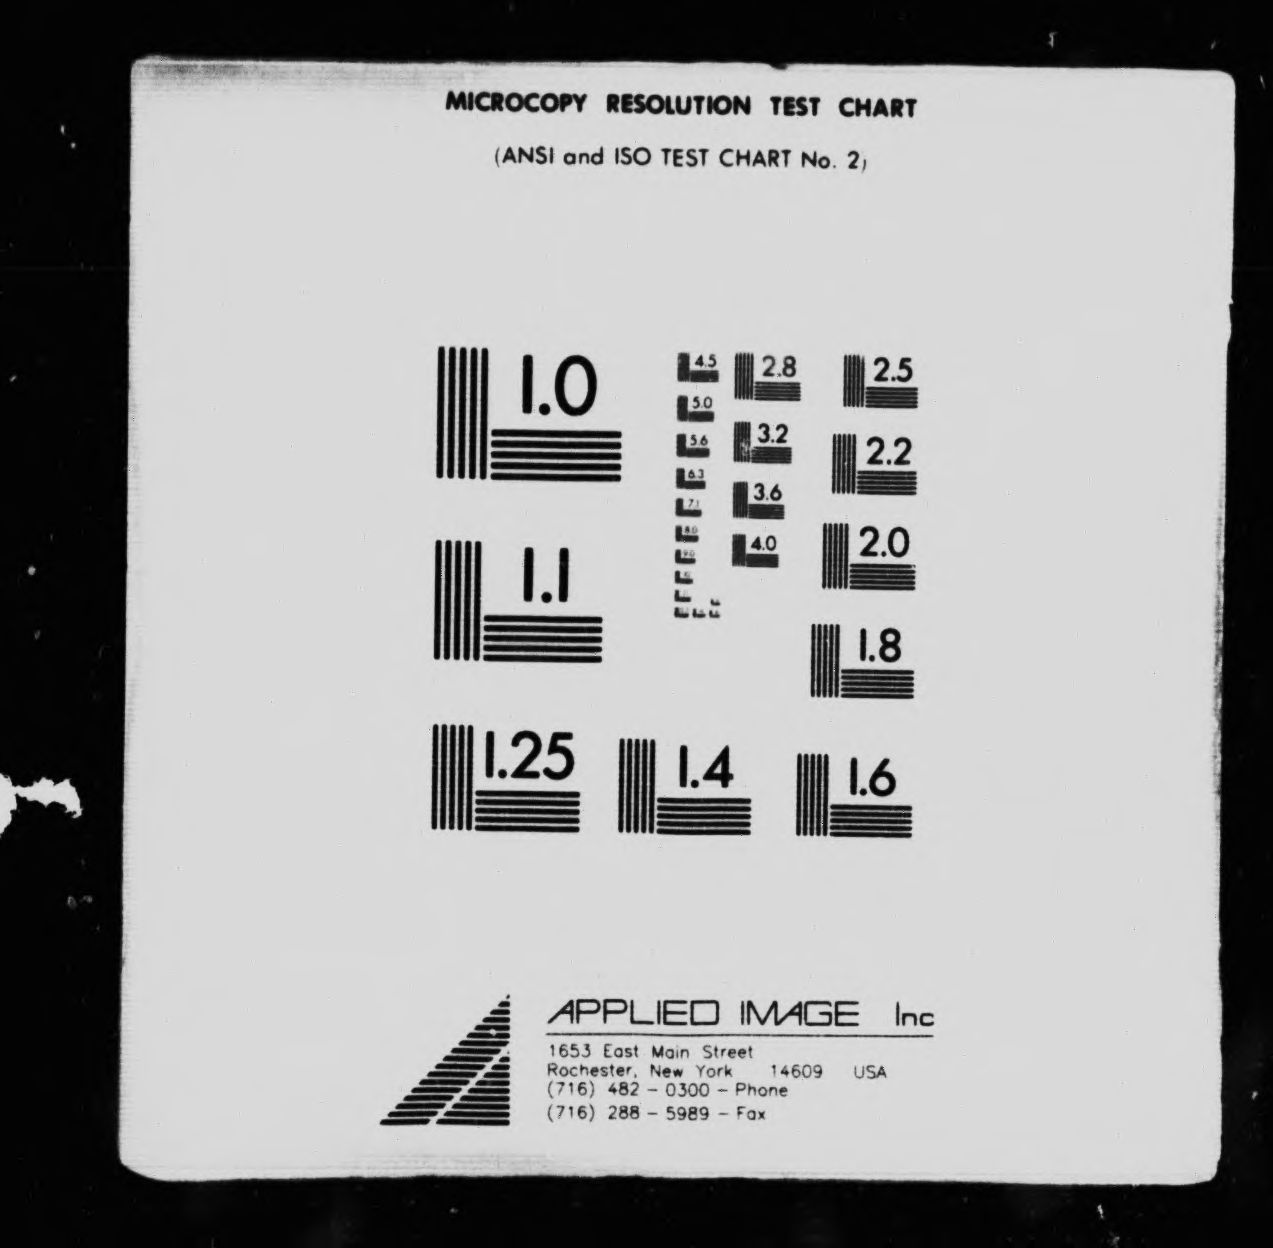 MICROCOPY RESOLUTION TEST CHART
(ANSI and ISO TEST CHART No. 2)
1.0
4.5
2.8
2.5
5.0
3.2
2.2
5.6
6.3
3.6
7.1
2.0
8.0
4.0
9.0
1.1
1.8
1.25
1.4
1.6
APPLIED IMAGE Inc
1653 East Main Street
Rochester, New York 14609 USA
(716) 482 - 0300 - Phone
(716) 288 - 5989 - Fax